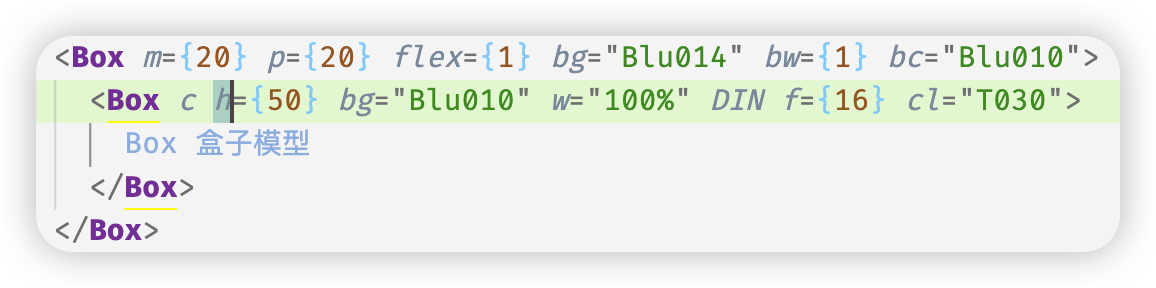 <Box m={20} p={20} flex={1} bg="Blu014" bw={1} bc="Blu010">
<Box c h={50} bg="Blu010" w="100%" DIN f={16} cl="T030">
Box 盒子模型
</Box>
</Box>